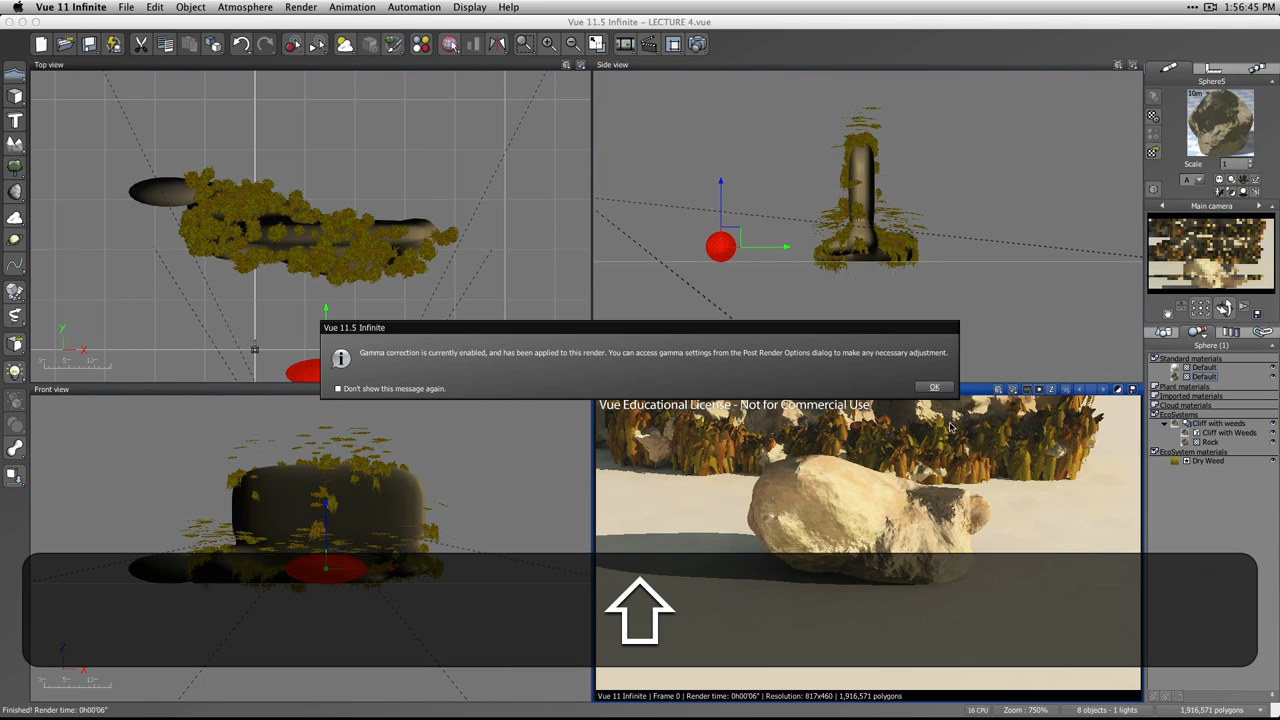 Vue 11.5 Infinite File Edit Object Atmosphere Render Animation Automation Display Help 1:56:45 PM
Vue 11.5 Infinite - LECTURE 4.vue
Top view
Side view
Sphere5
10m
Scale 1
A
Main camera
y
x
Vue 11.5 Infinite
Gamma correction is currently enabled, and has been applied to this render. You can access gamma settings from the Post Render Options dialog to make any necessary adjustment.
Don't show this message again.
OK
Front view
Vue Educational License - Not for Commercial Use
Sphere (1)
Standard materials
Default
Default
Plant materials
Imported materials
Cloud materials
EcoSystems
Cliff with weeds
Cliff with Weeds
Rock
EcoSystem materials
Dry Weed
Z
x
Vue 11 Infinite | Frame 0 | Render time: 0h00'06" | Resolution: 817x460 | 1,916,571 polygons
Finished! Render time: 0h00'06"
16 CPU
Zoom : 750%
8 objects - 1 lights
1,916,571 polygons